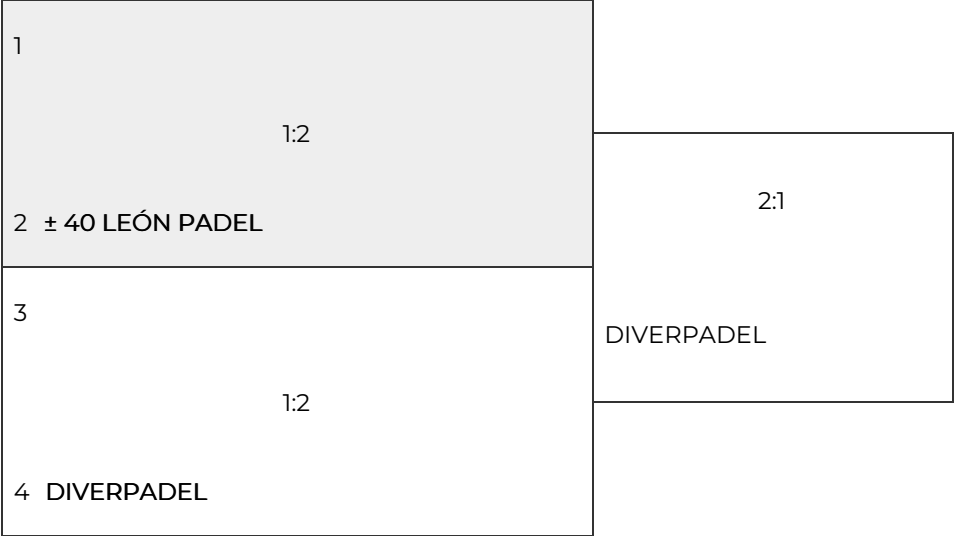 1
1:2
2 ± 40 LEÓN PADEL
2:1
DIVERPADEL
3
1:2
4 DIVERPADEL